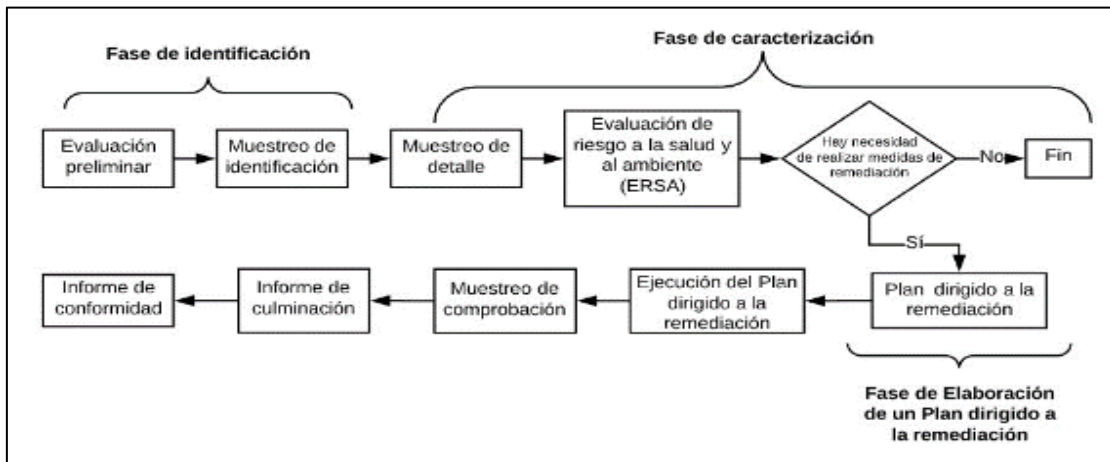 Fase de identificación
Fase de caracterización
Evaluación
preliminar
Muestreo de
identificación
Muestreo de
detalle
Evaluación de
riesgo a la salud y
al ambiente
(ERSA)
Hay necesidad
de realizar medidas de
remediación
No
Fin
Sí
Informe de
conformidad
Informe de
culminación
Muestreo de
comprobación
Ejecución del Plan
dirigido a la
remediación
Plan dirigido a la
remediación
Fase de Elaboración
de un Plan dirigido a
la remediación